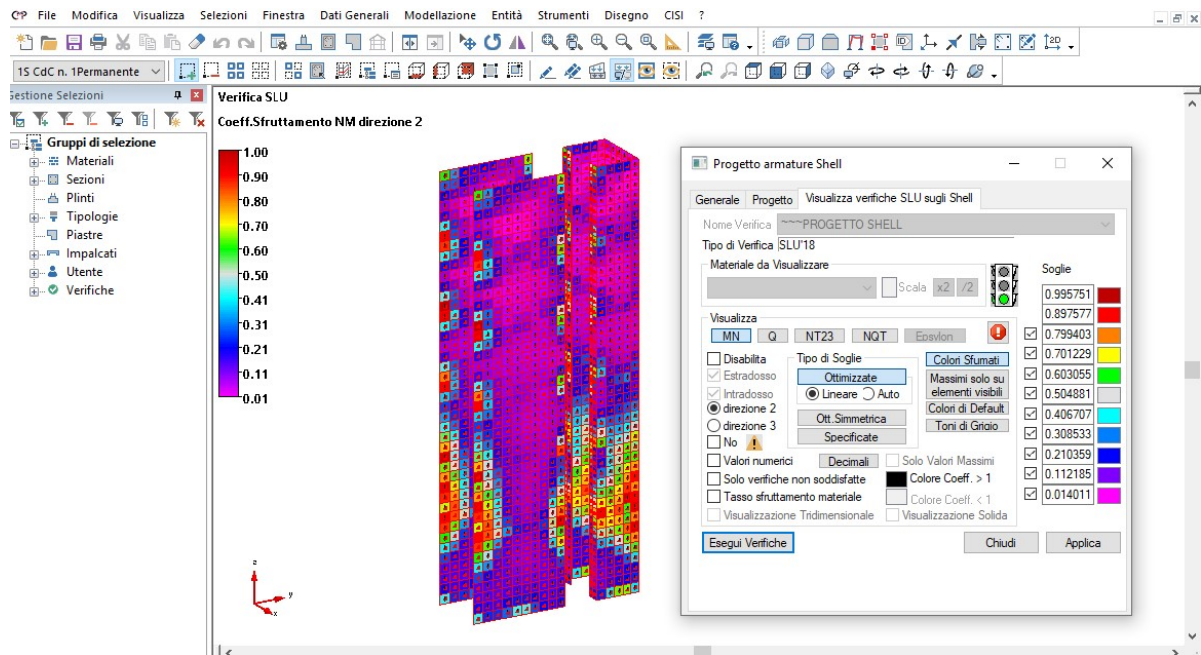 File Modifica Visualizza Selezioni Finestra Dati Generali Modellazione Entità Strumenti Disegno CISI ?
1S CdC n. 1Permanente
Gestione Selezioni
Gruppi di selezione
Materiali
Sezioni
Plinti
Tipologie
Piastre
Impalcati
Utente
Verifiche
Verifica SLU
Coeff.Sfruttamento NM direzione 2
1.00
0.90
0.80
0.70
0.60
0.50
0.41
0.31
0.21
0.11
0.01
z
y
x
Progetto armature Shell
Generale Progetto Visualizza verifiche SLU sugli Shell
Nome Verifica ~~~PROGETTO SHELL
Tipo di Verifica SLU'18
Materiale da Visualizzare
Scala x2 /2
Visualizza
MN Q NT23 NQT Epsylon
Disabilita
Estradosso
Intradosso
direzione 2
direzione 3
No
Tipo di Soglie
Ottimizzate
Lineare Auto
Ott.Simmetrica
Specificate
Colori Sfumati
Massimi solo su elementi visibili
Colori di Default
Toni di Grigio
Valori numerici Decimali Solo Valori Massimi
Solo verifiche non soddisfatte Colore Coeff. > 1
Tasso sfruttamento materiale Colore Coeff. < 1
Visualizzazione Tridimensionale Visualizzazione Solida
Soglie
0.995751
0.897577
0.799403
0.701229
0.603055
0.504881
0.406707
0.308533
0.210359
0.112185
0.014011
Esegui Verifiche Chiudi Applica